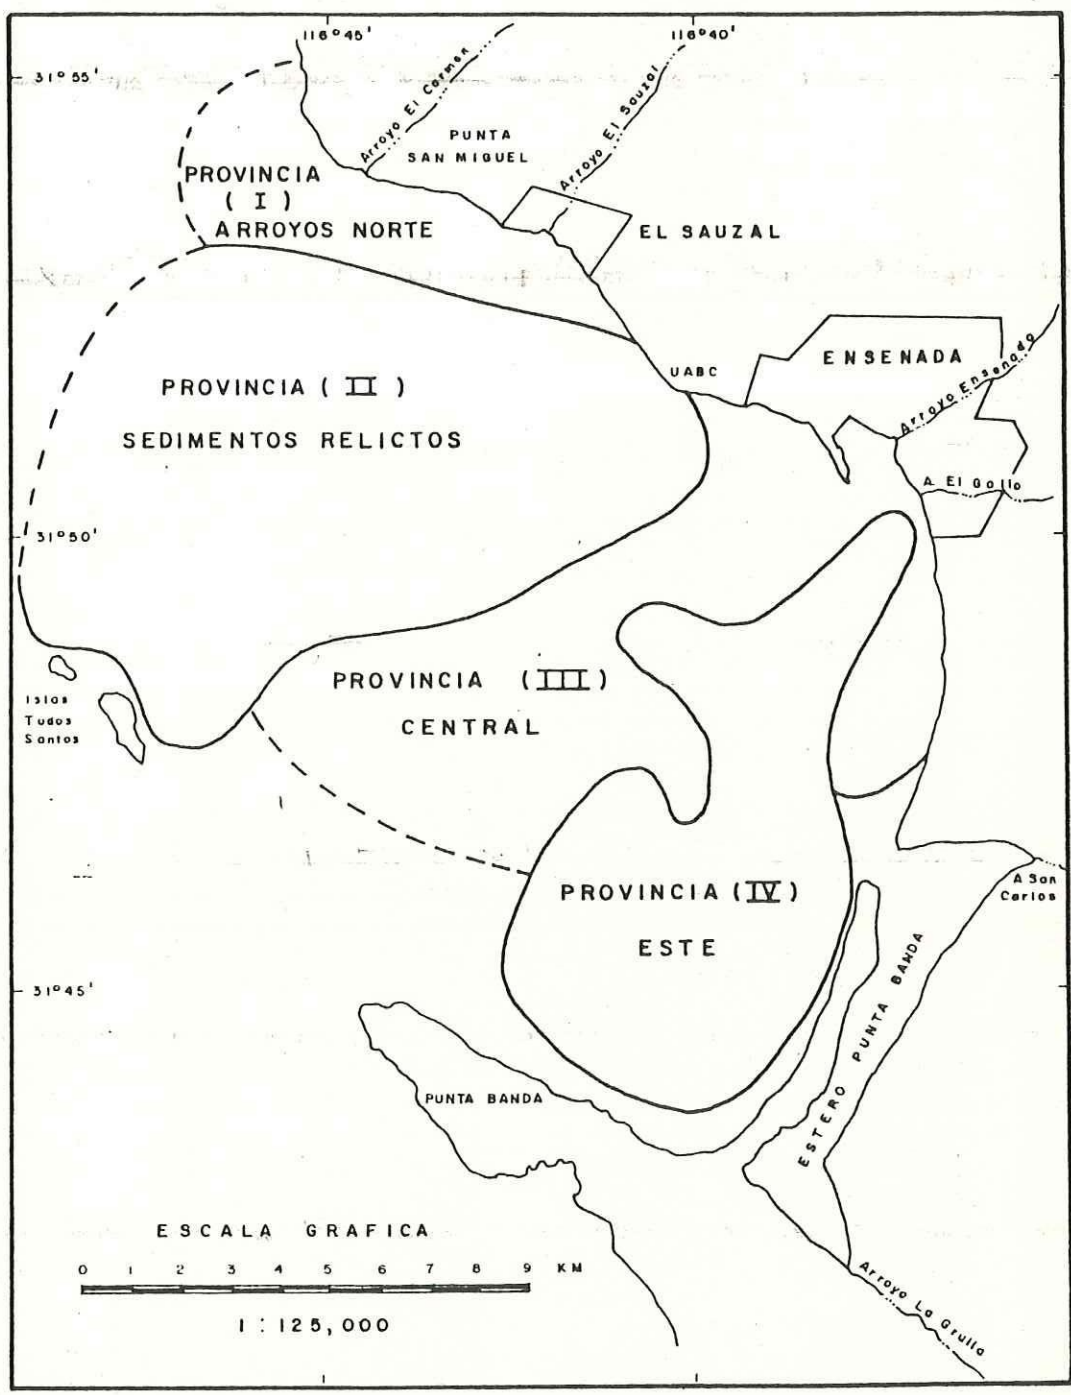 116°45'
116°40'
31°55'
Arroyo El Carmen
PUNTA
SAN MIGUEL
Arroyo El Sauzal
PROVINCIA
( I )
ARROYOS NORTE
EL SAUZAL
UABC
ENSENADA
Arroyo Ensenada
PROVINCIA ( II )
SEDIMENTOS RELICTOS
A. El Gallo
31°50'
PROVINCIA ( III )
CENTRAL
Islas
Todos
Santos
PROVINCIA ( IV )
ESTE
A San
Carlos
31°45'
ESTERO PUNTA BANDA
PUNTA BANDA
ESCALA GRAFICA
0 1 2 3 4 5 6 7 8 9 KM
1 : 125,000
Arroyo La Grulla